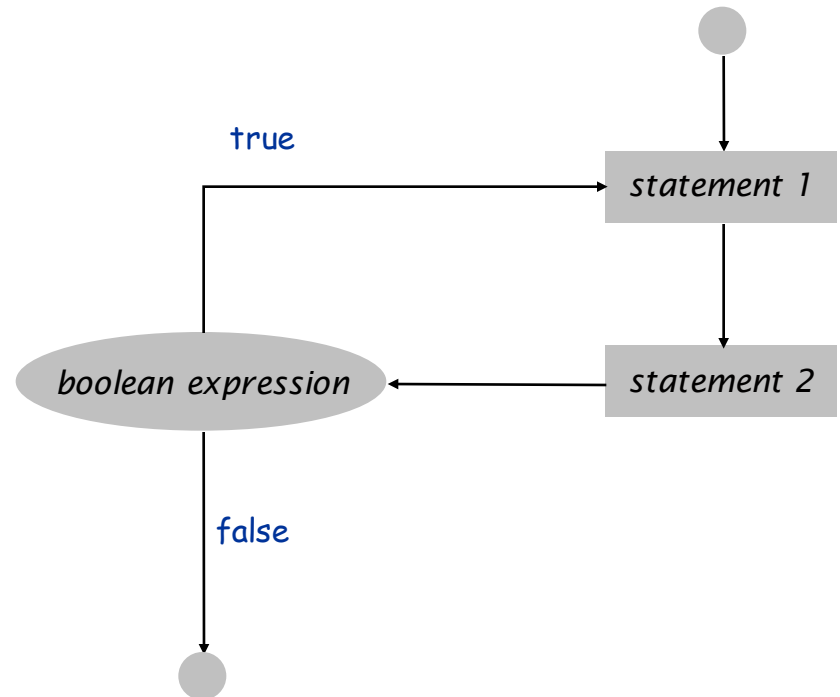 true
statement 1
boolean expression
statement 2
false